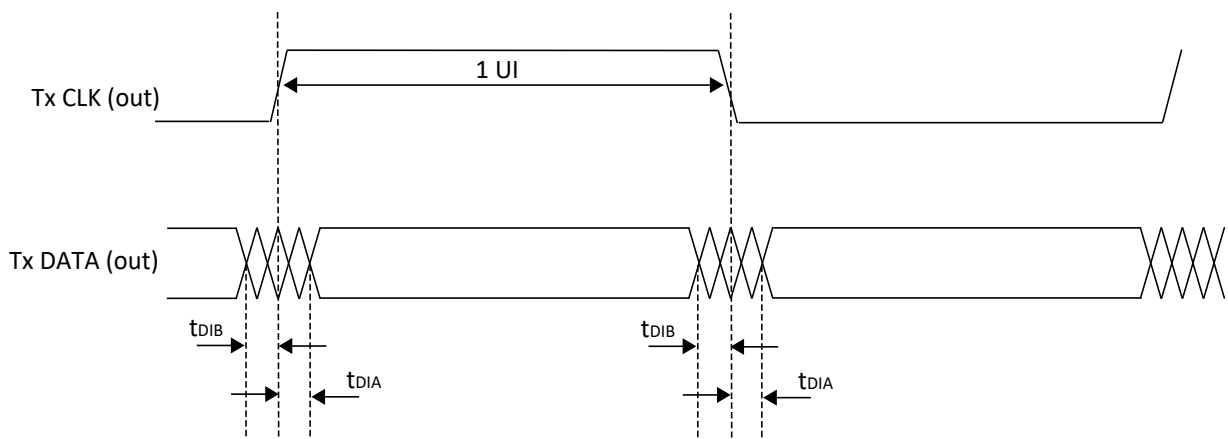 1 UI
Tx CLK (out)
Tx DATA (out)
tDIB
tDIB
tDIA
tDIA